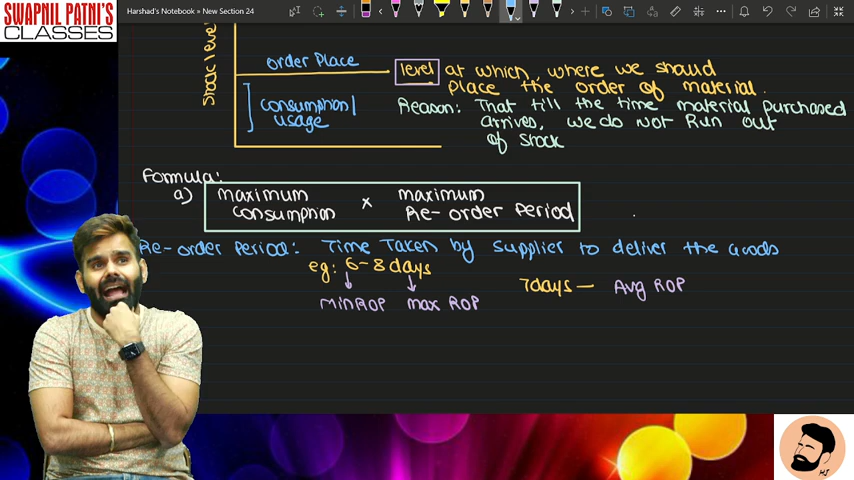 SWAPNIL PATNI'S
CLASSES
Harshad's Notebook » New Section 24
Stock level
order Place
level at which, where we should
place the order of material.
consumption/
usage
Reason: That till the time material purchased
arrives, we do not Run out
of stock
Formula:
a) maximum consumption x maximum Re-order Period
Re-order Period: Time Taken by supplier to deliver the Goods
eg: 6-8 days
7days — Avg ROP
Min ROP max ROP
HS